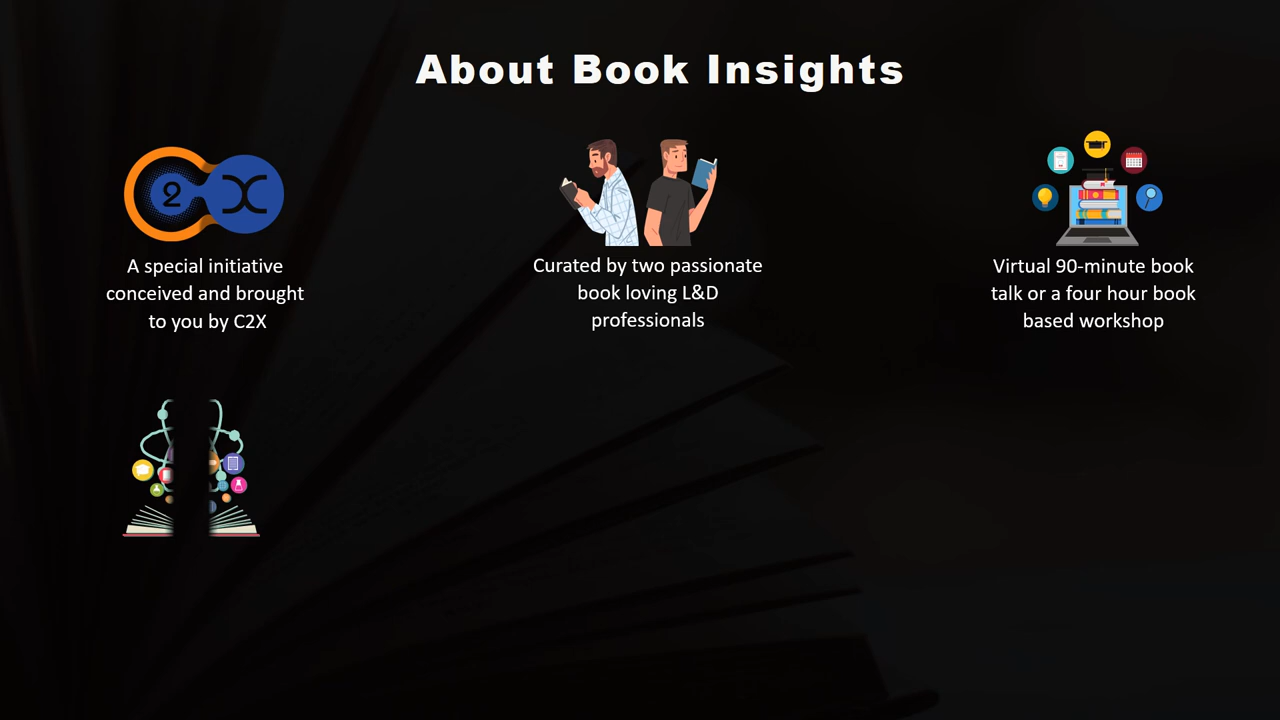 About Book Insights
2
A special initiative
conceived and brought
to you by C2X
Curated by two passionate
book loving L&D
professionals
Virtual 90-minute book
talk or a four hour book
based workshop